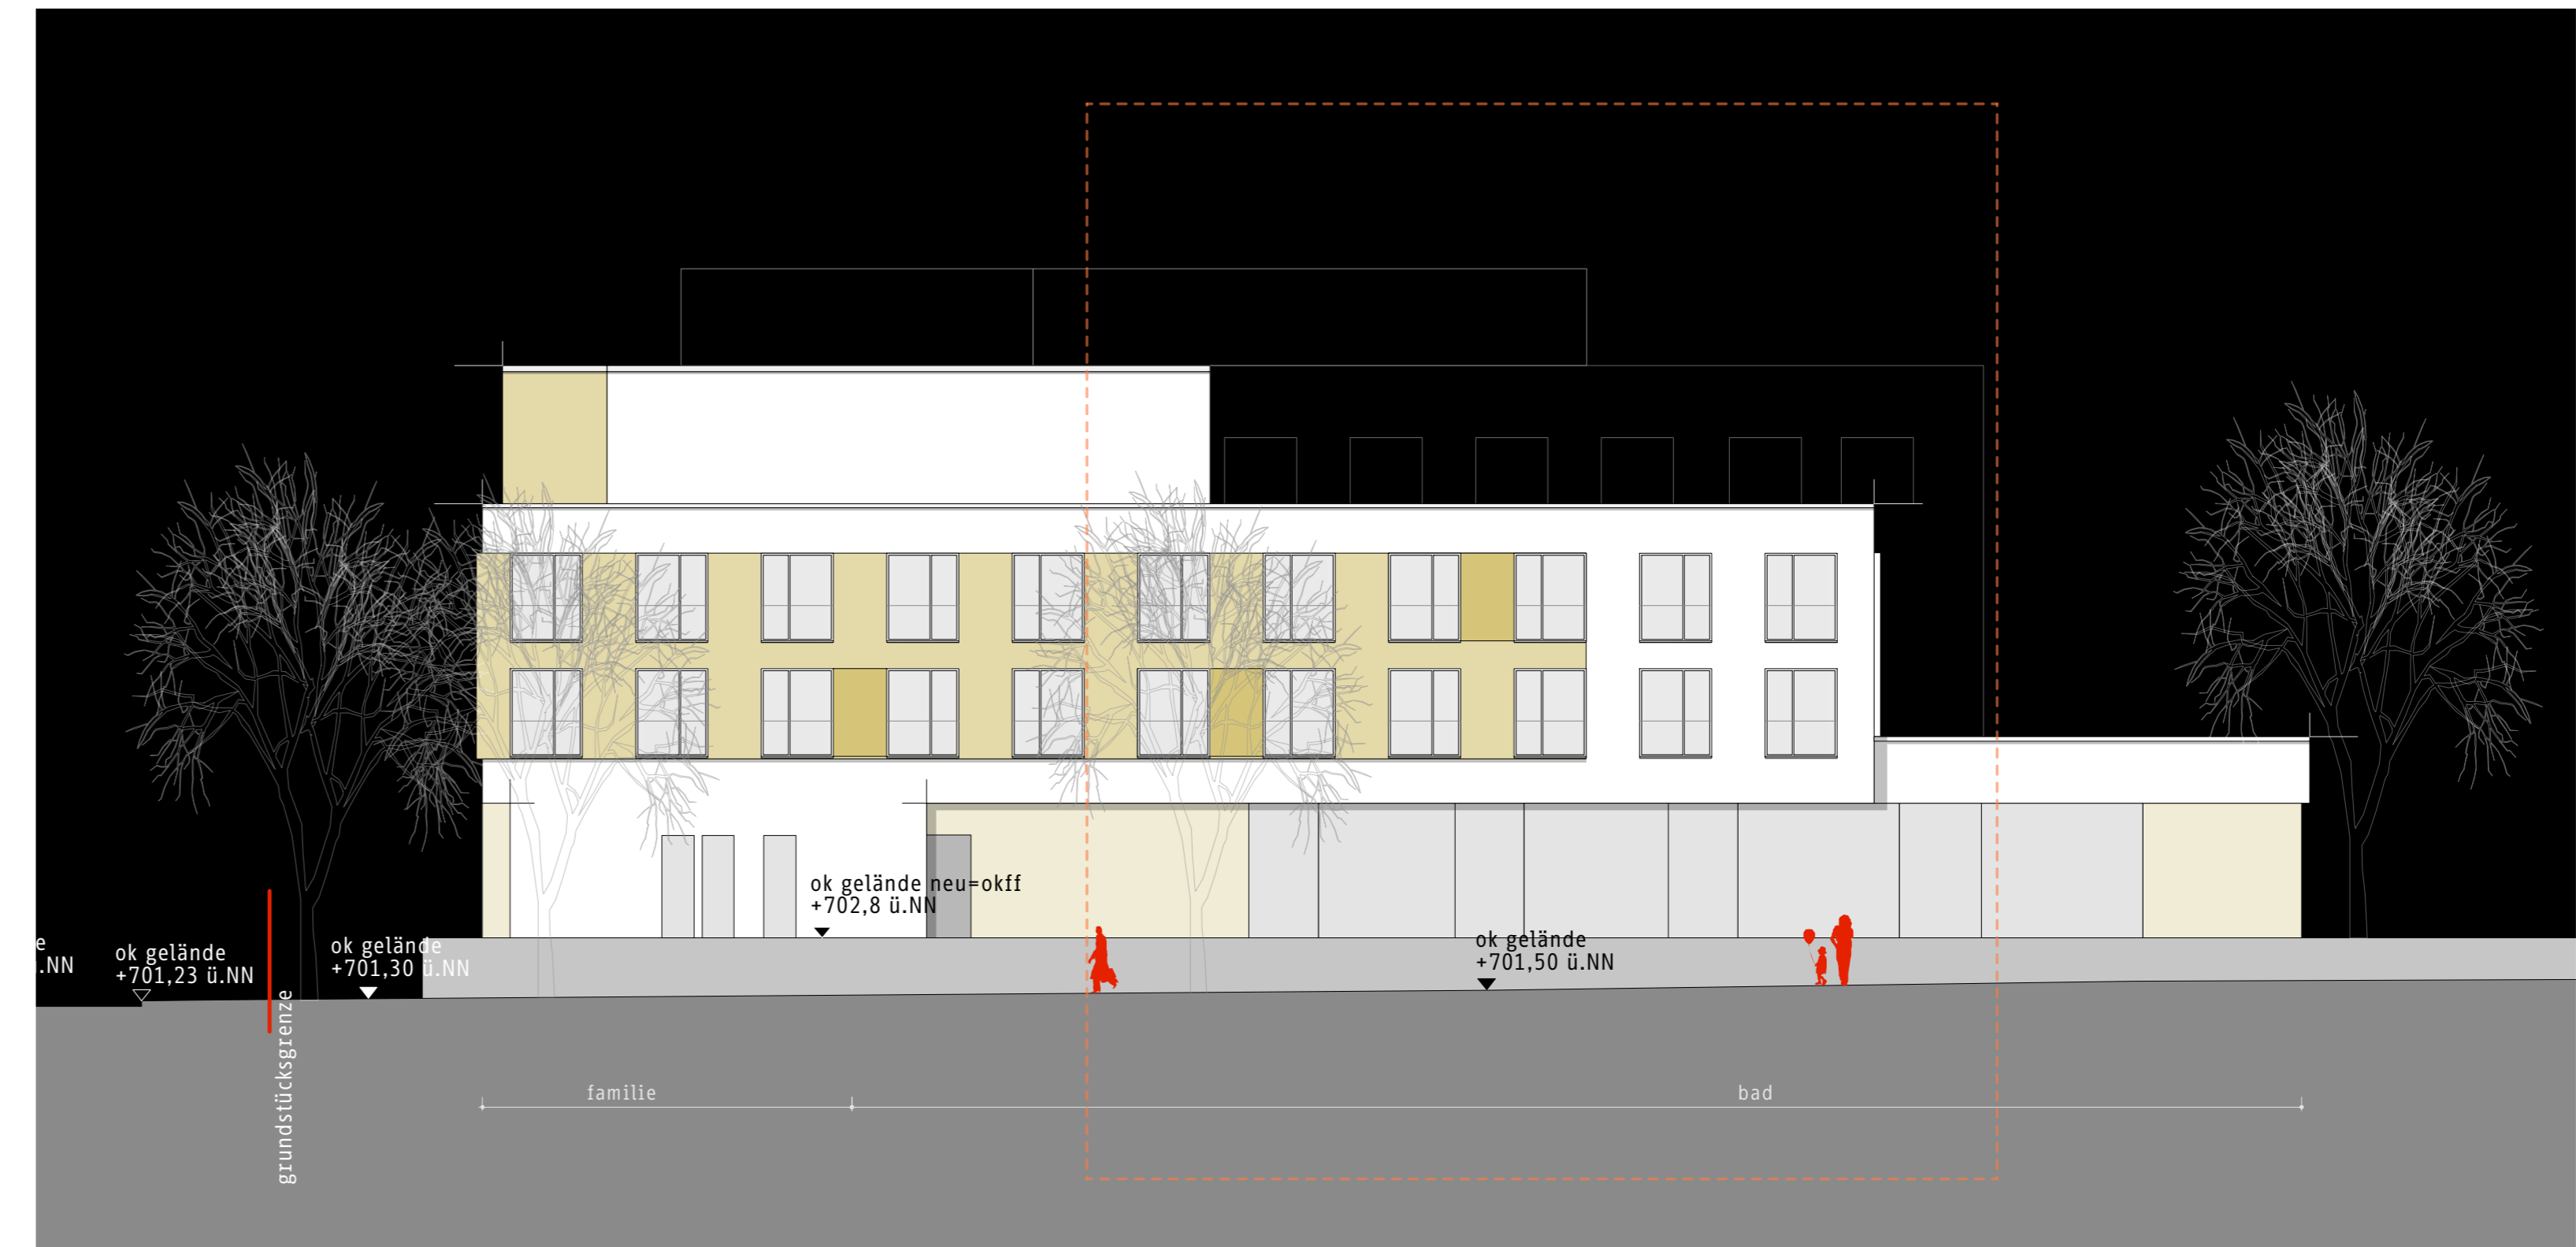 ok gelände neu=okff
+702,8 ü.NN
e
.NN
ok gelände
+701,23 ü.NN
ok gelände
+701,30 ü.NN
ok gelände
+701,50 ü.NN
grundstücksgrenze
familie
bad